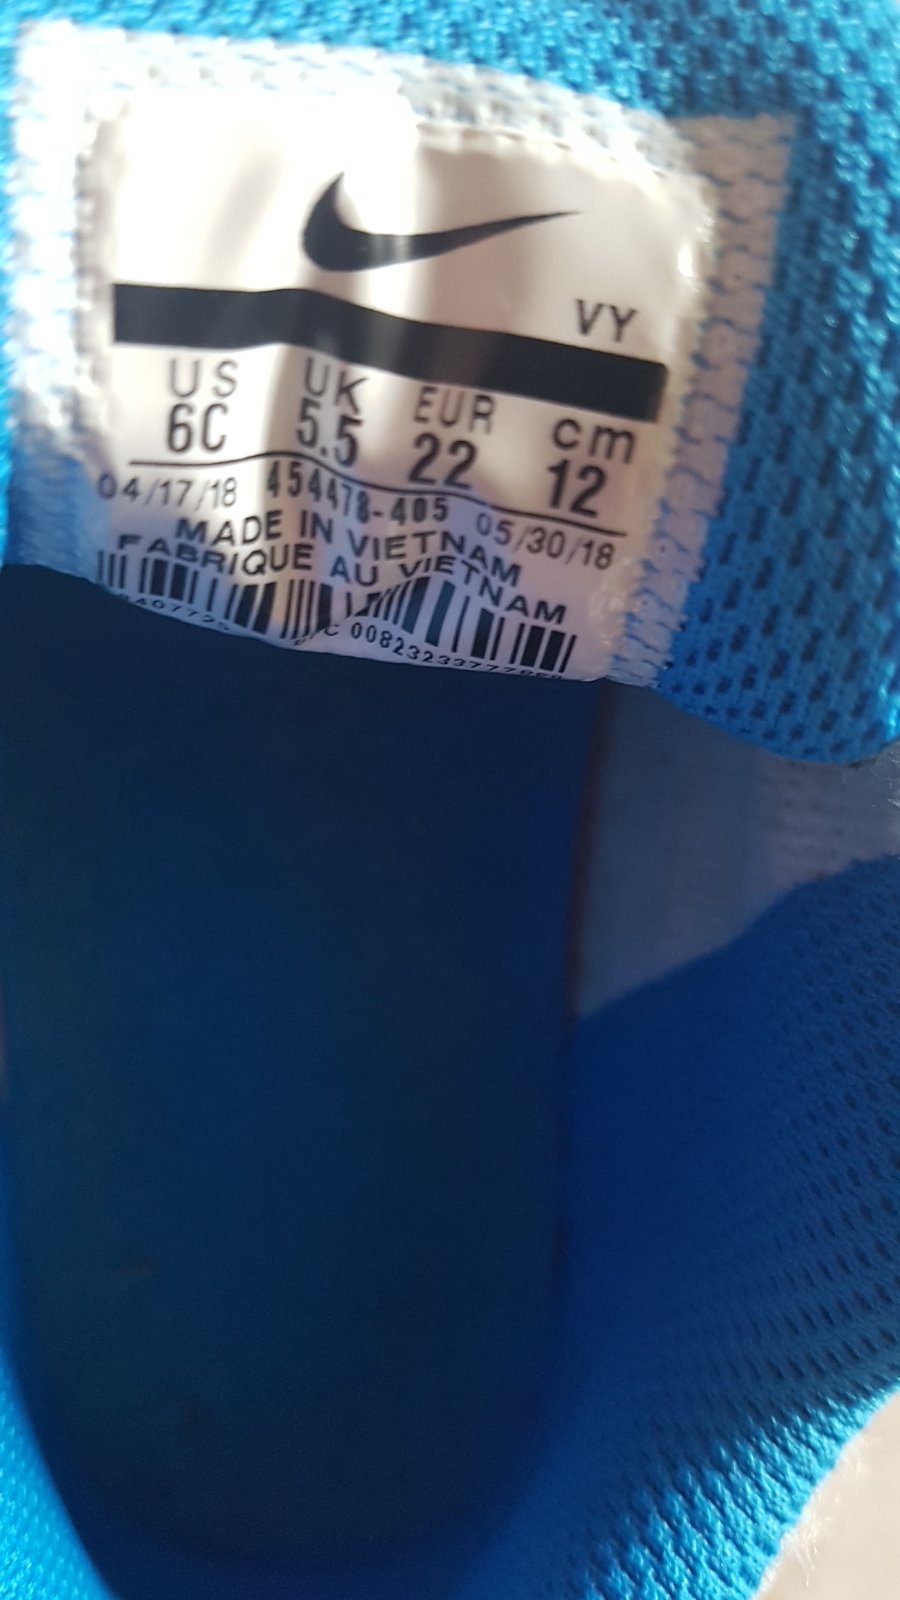 VY
US UK EUR cm
6C 5.5 22 12
04/17/18 454478-405 05/30/18
MADE IN VIETNAM
FABRIQUE AU VIETNAM